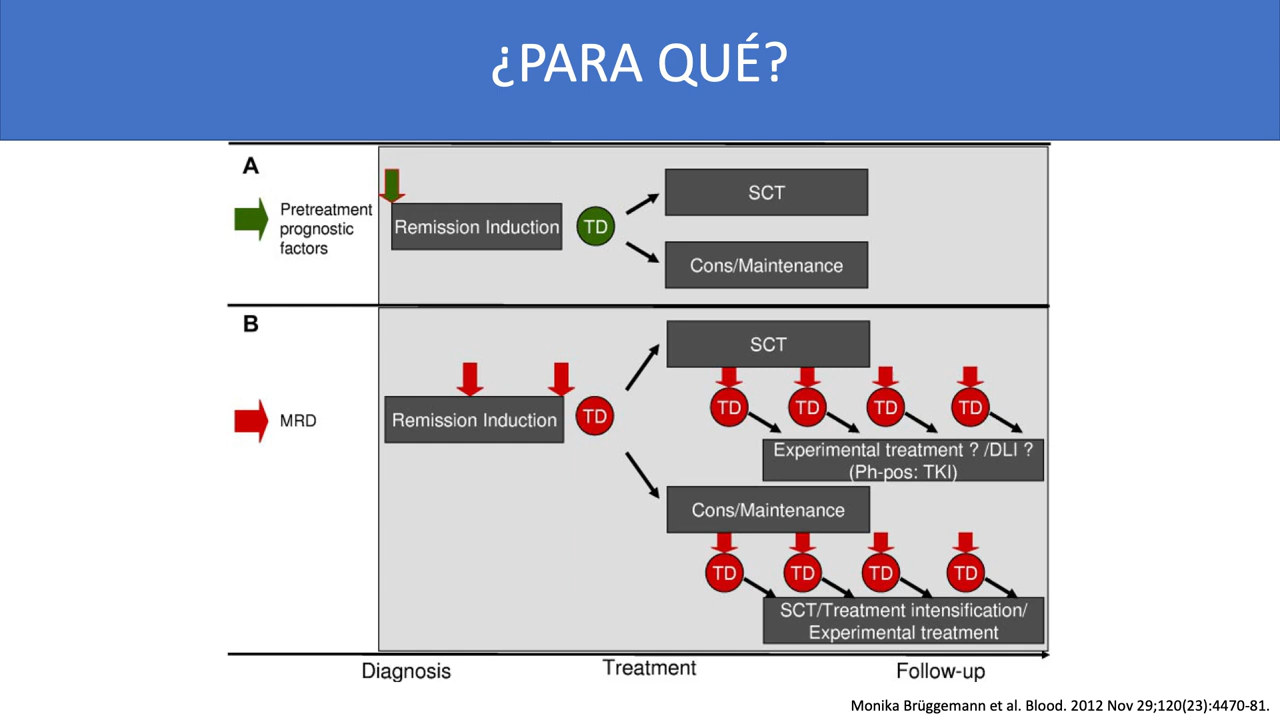 ¿PARA QUÉ?
A
Pretreatment
prognostic
factors
Remission Induction
TD
SCT
Cons/Maintenance
B
MRD
Remission Induction
TD
SCT
TD
TD
TD
TD
Experimental treatment ? /DLI ?
(Ph-pos: TKI)
Cons/Maintenance
TD
TD
TD
TD
SCT/Treatment intensification/
Experimental treatment
Diagnosis
Treatment
Follow-up
Monika Brüggemann et al. Blood. 2012 Nov 29;120(23):4470-81.